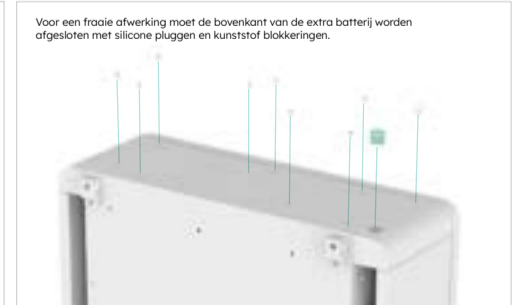 Voor een fraaie afwerking moet de bovenkant van de extra batterij worden
afgesloten met silicone pluggen en kunststof blokkeringen.